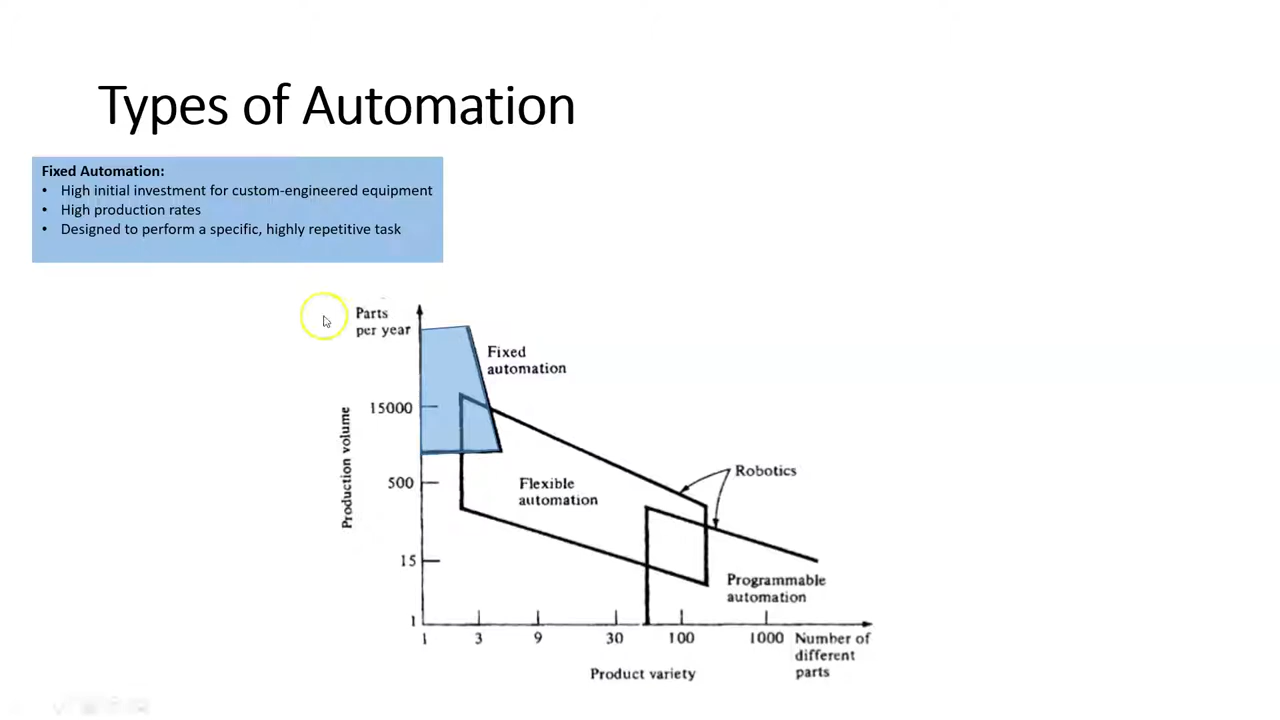 Types of Automation
Fixed Automation:
• High initial investment for custom-engineered equipment
• High production rates
• Designed to perform a specific, highly repetitive task
Parts
per year
Fixed
automation
15000
Production volume
500
Flexible
automation
Robotics
15
Programmable
automation
1
1 3 9 30 100 1000 Number of
different
parts
Product variety